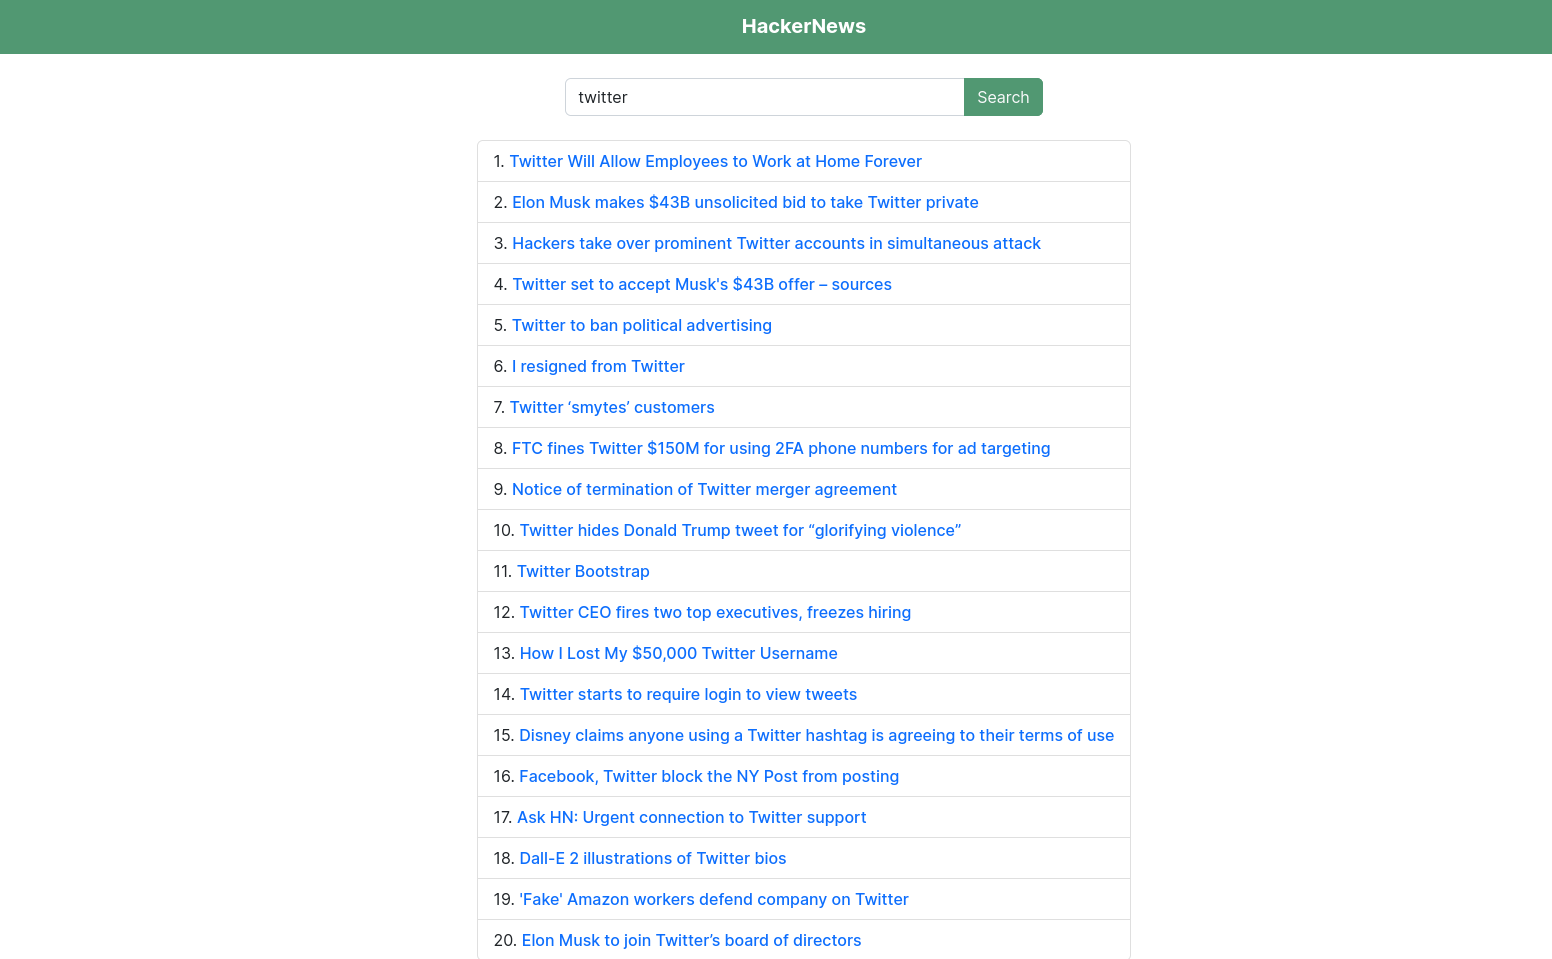 HackerNews
twitter
Search
1. Twitter Will Allow Employees to Work at Home Forever
2. Elon Musk makes $43B unsolicited bid to take Twitter private
3. Hackers take over prominent Twitter accounts in simultaneous attack
4. Twitter set to accept Musk's $43B offer – sources
5. Twitter to ban political advertising
6. I resigned from Twitter
7. Twitter ‘smytes’ customers
8. FTC fines Twitter $150M for using 2FA phone numbers for ad targeting
9. Notice of termination of Twitter merger agreement
10. Twitter hides Donald Trump tweet for “glorifying violence”
11. Twitter Bootstrap
12. Twitter CEO fires two top executives, freezes hiring
13. How I Lost My $50,000 Twitter Username
14. Twitter starts to require login to view tweets
15. Disney claims anyone using a Twitter hashtag is agreeing to their terms of use
16. Facebook, Twitter block the NY Post from posting
17. Ask HN: Urgent connection to Twitter support
18. Dall-E 2 illustrations of Twitter bios
19. 'Fake' Amazon workers defend company on Twitter
20. Elon Musk to join Twitter’s board of directors